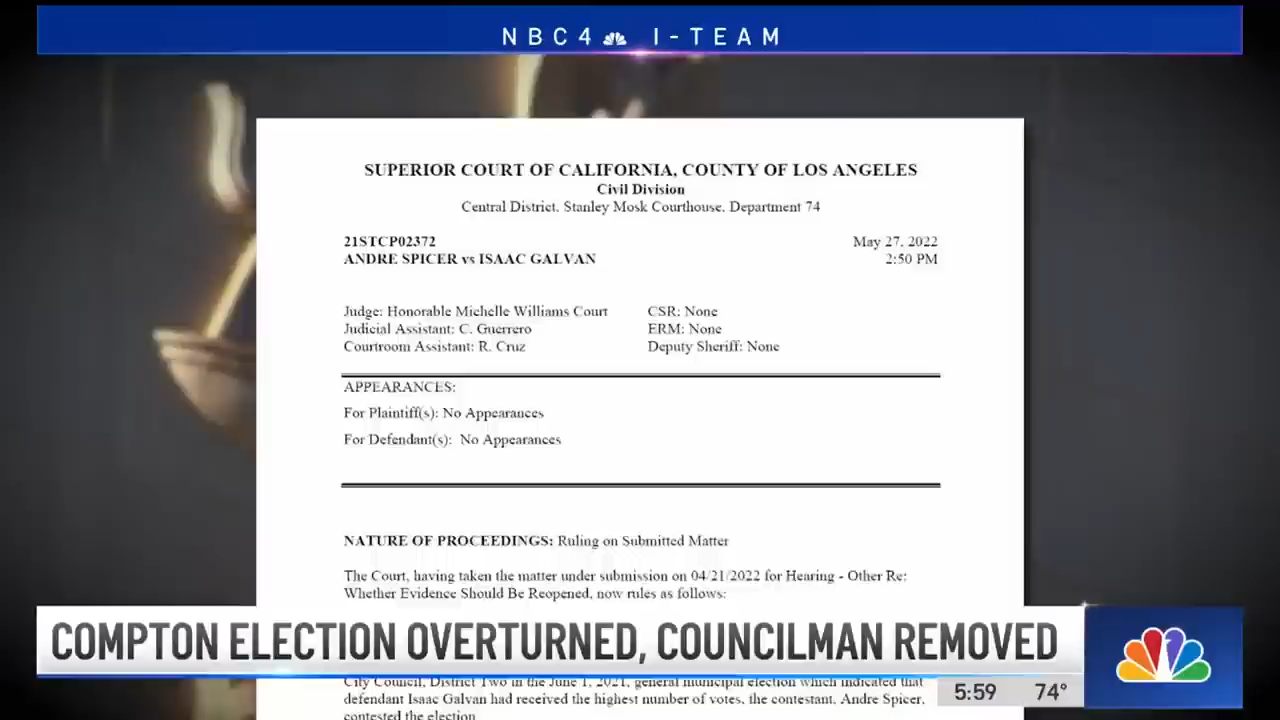 NBC4 I-TEAM
SUPERIOR COURT OF CALIFORNIA, COUNTY OF LOS ANGELES
Civil Division
Central District, Stanley Mosk Courthouse, Department 74
21STCP02372 May 27, 2022
ANDRE SPICER vs ISAAC GALVAN 2:50 PM
Judge: Honorable Michelle Williams Court CSR: None
Judicial Assistant: C. Guerrero ERM: None
Courtroom Assistant: R. Cruz Deputy Sheriff: None
APPEARANCES:
For Plaintiff(s): No Appearances
For Defendant(s): No Appearances
NATURE OF PROCEEDINGS: Ruling on Submitted Matter
The Court, having taken the matter under submission on 04/21/2022 for Hearing - Other Re:
Whether Evidence Should Be Reopened, now rules as follows:
COMPTON ELECTION OVERTURNED, COUNCILMAN REMOVED
City Council, District Two in the June 1, 2021, general municipal election which indicated that
defendant Isaac Galvan had received the highest number of votes, the contestant, Andre Spicer,
contested the election
5:59 74°